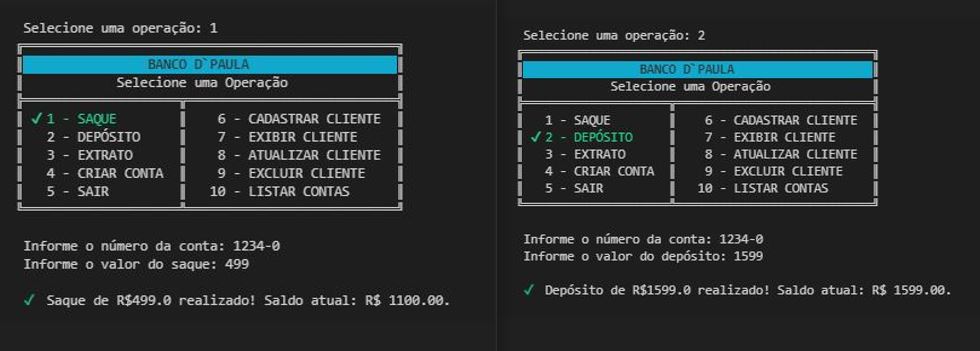 Selecione uma operação: 1
BANCO D`PAULA
Selecione uma Operação
✓ 1 - SAQUE 6 - CADASTRAR CLIENTE
2 - DEPÓSITO 7 - EXIBIR CLIENTE
3 - EXTRATO 8 - ATUALIZAR CLIENTE
4 - CRIAR CONTA 9 - EXCLUIR CLIENTE
5 - SAIR 10 - LISTAR CONTAS
Informe o número da conta: 1234-0
Informe o valor do saque: 499
✓ Saque de R$499.0 realizado! Saldo atual: R$ 1100.00.
Selecione uma operação: 2
BANCO D`PAULA
Selecione uma Operação
1 - SAQUE 6 - CADASTRAR CLIENTE
✓ 2 - DEPÓSITO 7 - EXIBIR CLIENTE
3 - EXTRATO 8 - ATUALIZAR CLIENTE
4 - CRIAR CONTA 9 - EXCLUIR CLIENTE
5 - SAIR 10 - LISTAR CONTAS
Informe o número da conta: 1234-0
Informe o valor do depósito: 1599
✓ Depósito de R$1599.0 realizado! Saldo atual: R$ 1599.00.